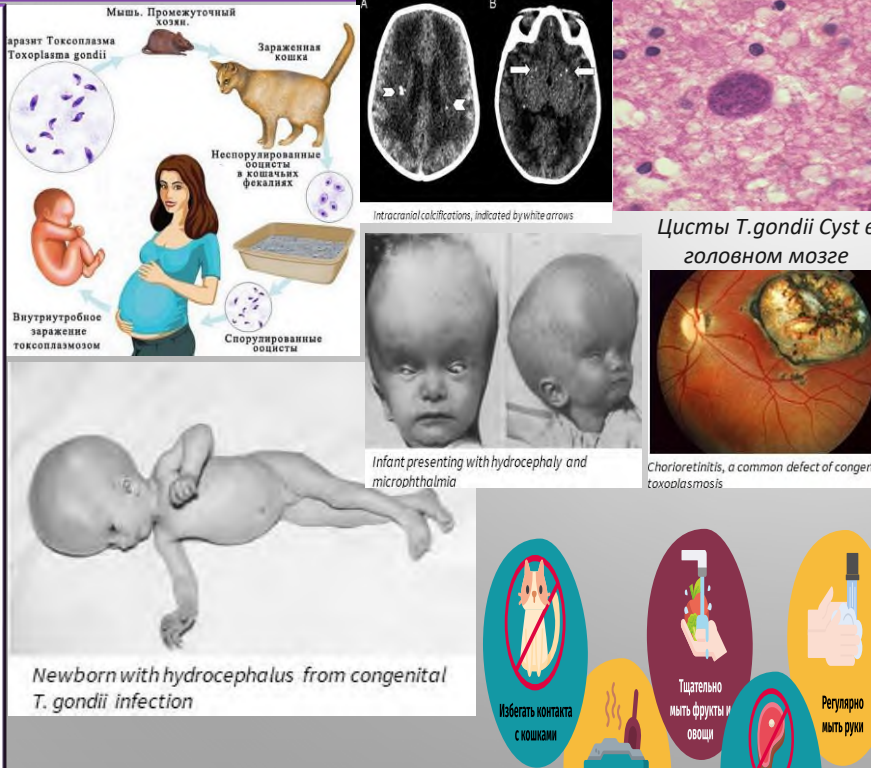 Мышь. Промежуточный
хозян.
аразит Токсоплазма
Toxoplasma gondii
Зараженная
кошка
Неспорулированные
ооцисты
в кошачьих
фекалиях
Внутриутробное
заражение
токсоплазмозом
Спорулированные
ооцисты
A
B
Intracranial calcifications, indicated by white arrows
Цисты T.gondii Cyst в
головном мозге
Infant presenting with hydrocephaly and
microphthalmia
Chorioretinitis, a common defect of congen
toxoplasmosis
Newborn with hydrocephalus from congenital
T. gondii infection
Избегать контакта
с кошками
Тщательно
мыть фрукты и
овощи
Регулярно
мыть руки